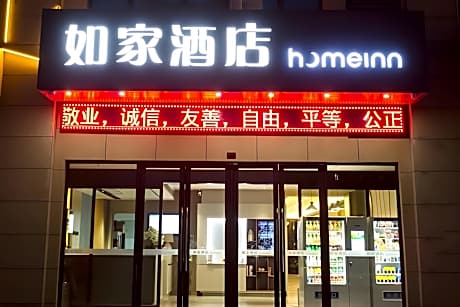 如家酒店 homeinn
敬业，诚信，友善，自由，平等，公正